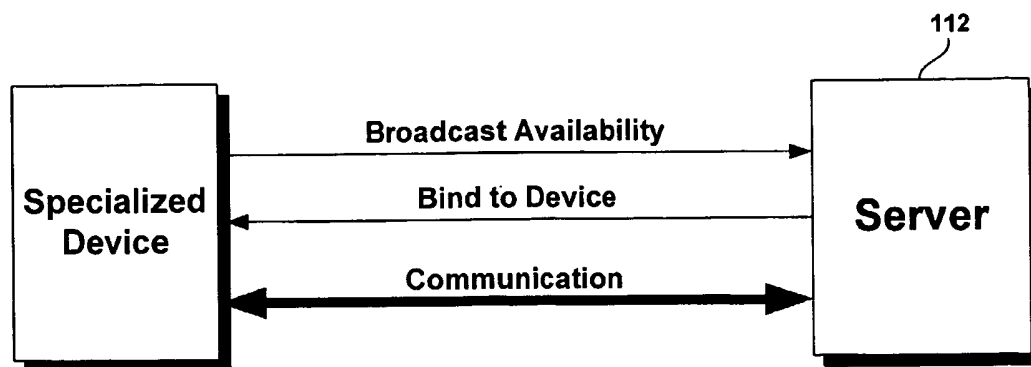 112
Broadcast Availability
Specialized
Device
Bind to Device
Server
Communication